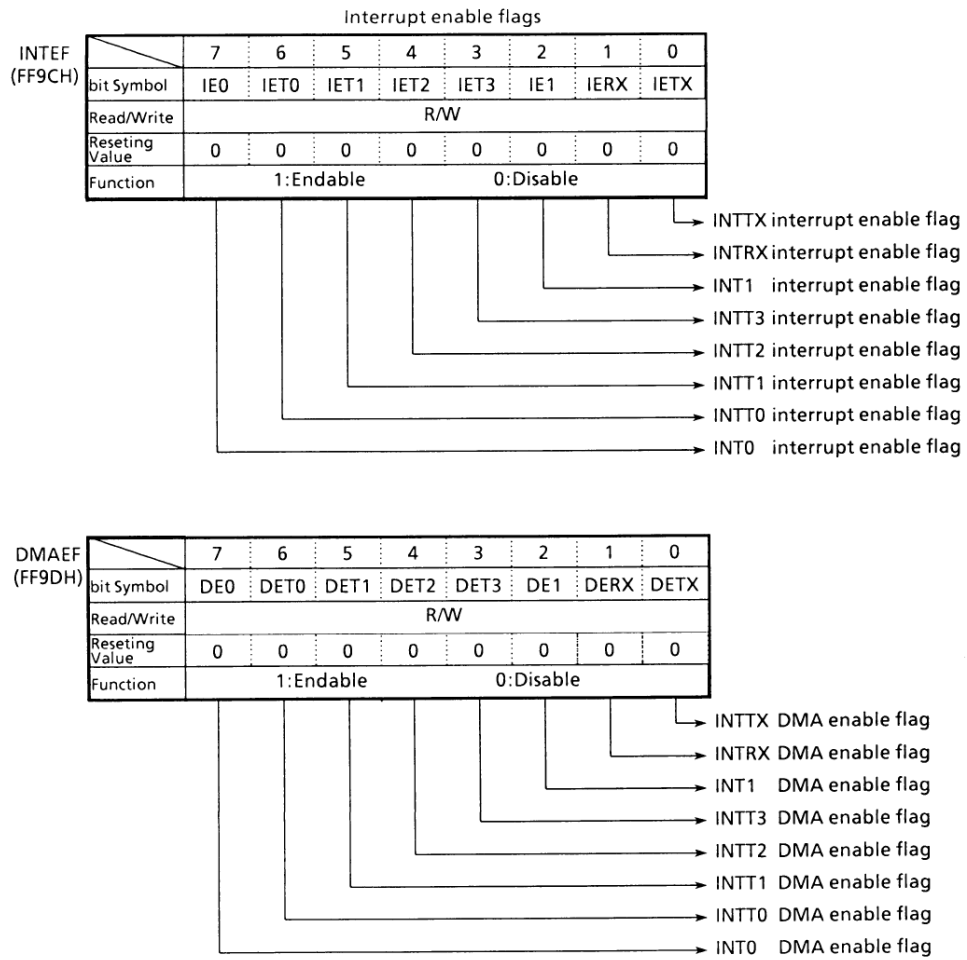 Interrupt enable flags
INTEF
(FF9CH)
7 6 5 4 3 2 1 0
bit Symbol IE0 IET0 IET1 IET2 IET3 IE1 IERX IETX
Read/Write R/W
Reseting
Value 0 0 0 0 0 0 0 0
Function 1:Endable 0:Disable
INTTX interrupt enable flag
INTRX interrupt enable flag
INT1 interrupt enable flag
INTT3 interrupt enable flag
INTT2 interrupt enable flag
INTT1 interrupt enable flag
INTT0 interrupt enable flag
INT0 interrupt enable flag
DMAEF
(FF9DH)
7 6 5 4 3 2 1 0
bit Symbol DE0 DET0 DET1 DET2 DET3 DE1 DERX DETX
Read/Write R/W
Reseting
Value 0 0 0 0 0 0 0 0
Function 1:Endable 0:Disable
INTTX DMA enable flag
INTRX DMA enable flag
INT1 DMA enable flag
INTT3 DMA enable flag
INTT2 DMA enable flag
INTT1 DMA enable flag
INTT0 DMA enable flag
INT0 DMA enable flag